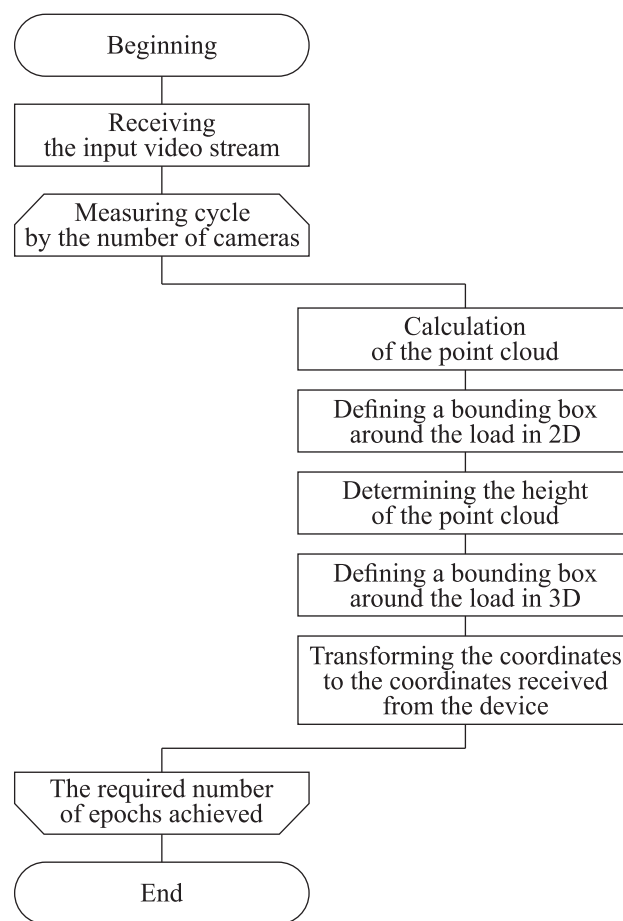 Beginning
Receiving
the input video stream
Measuring cycle
by the number of cameras
Calculation
of the point cloud
Defining a bounding box
around the load in 2D
Determining the height
of the point cloud
Defining a bounding box
around the load in 3D
Transforming the coordinates
to the coordinates received
from the device
The required number
of epochs achieved
End